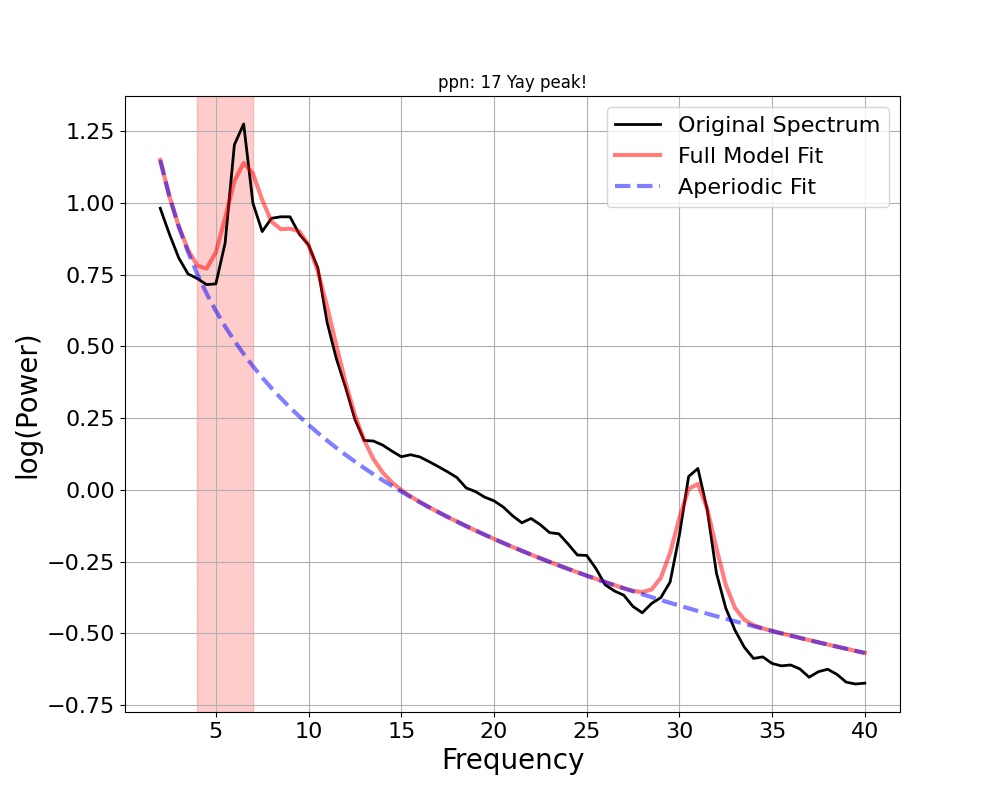 ppn: 17 Yay peak!
Original Spectrum
Full Model Fit
Aperiodic Fit
log(Power)
1.25
1.00
0.75
0.50
0.25
0.00
−0.25
−0.50
−0.75
5 10 15 20 25 30 35 40
Frequency